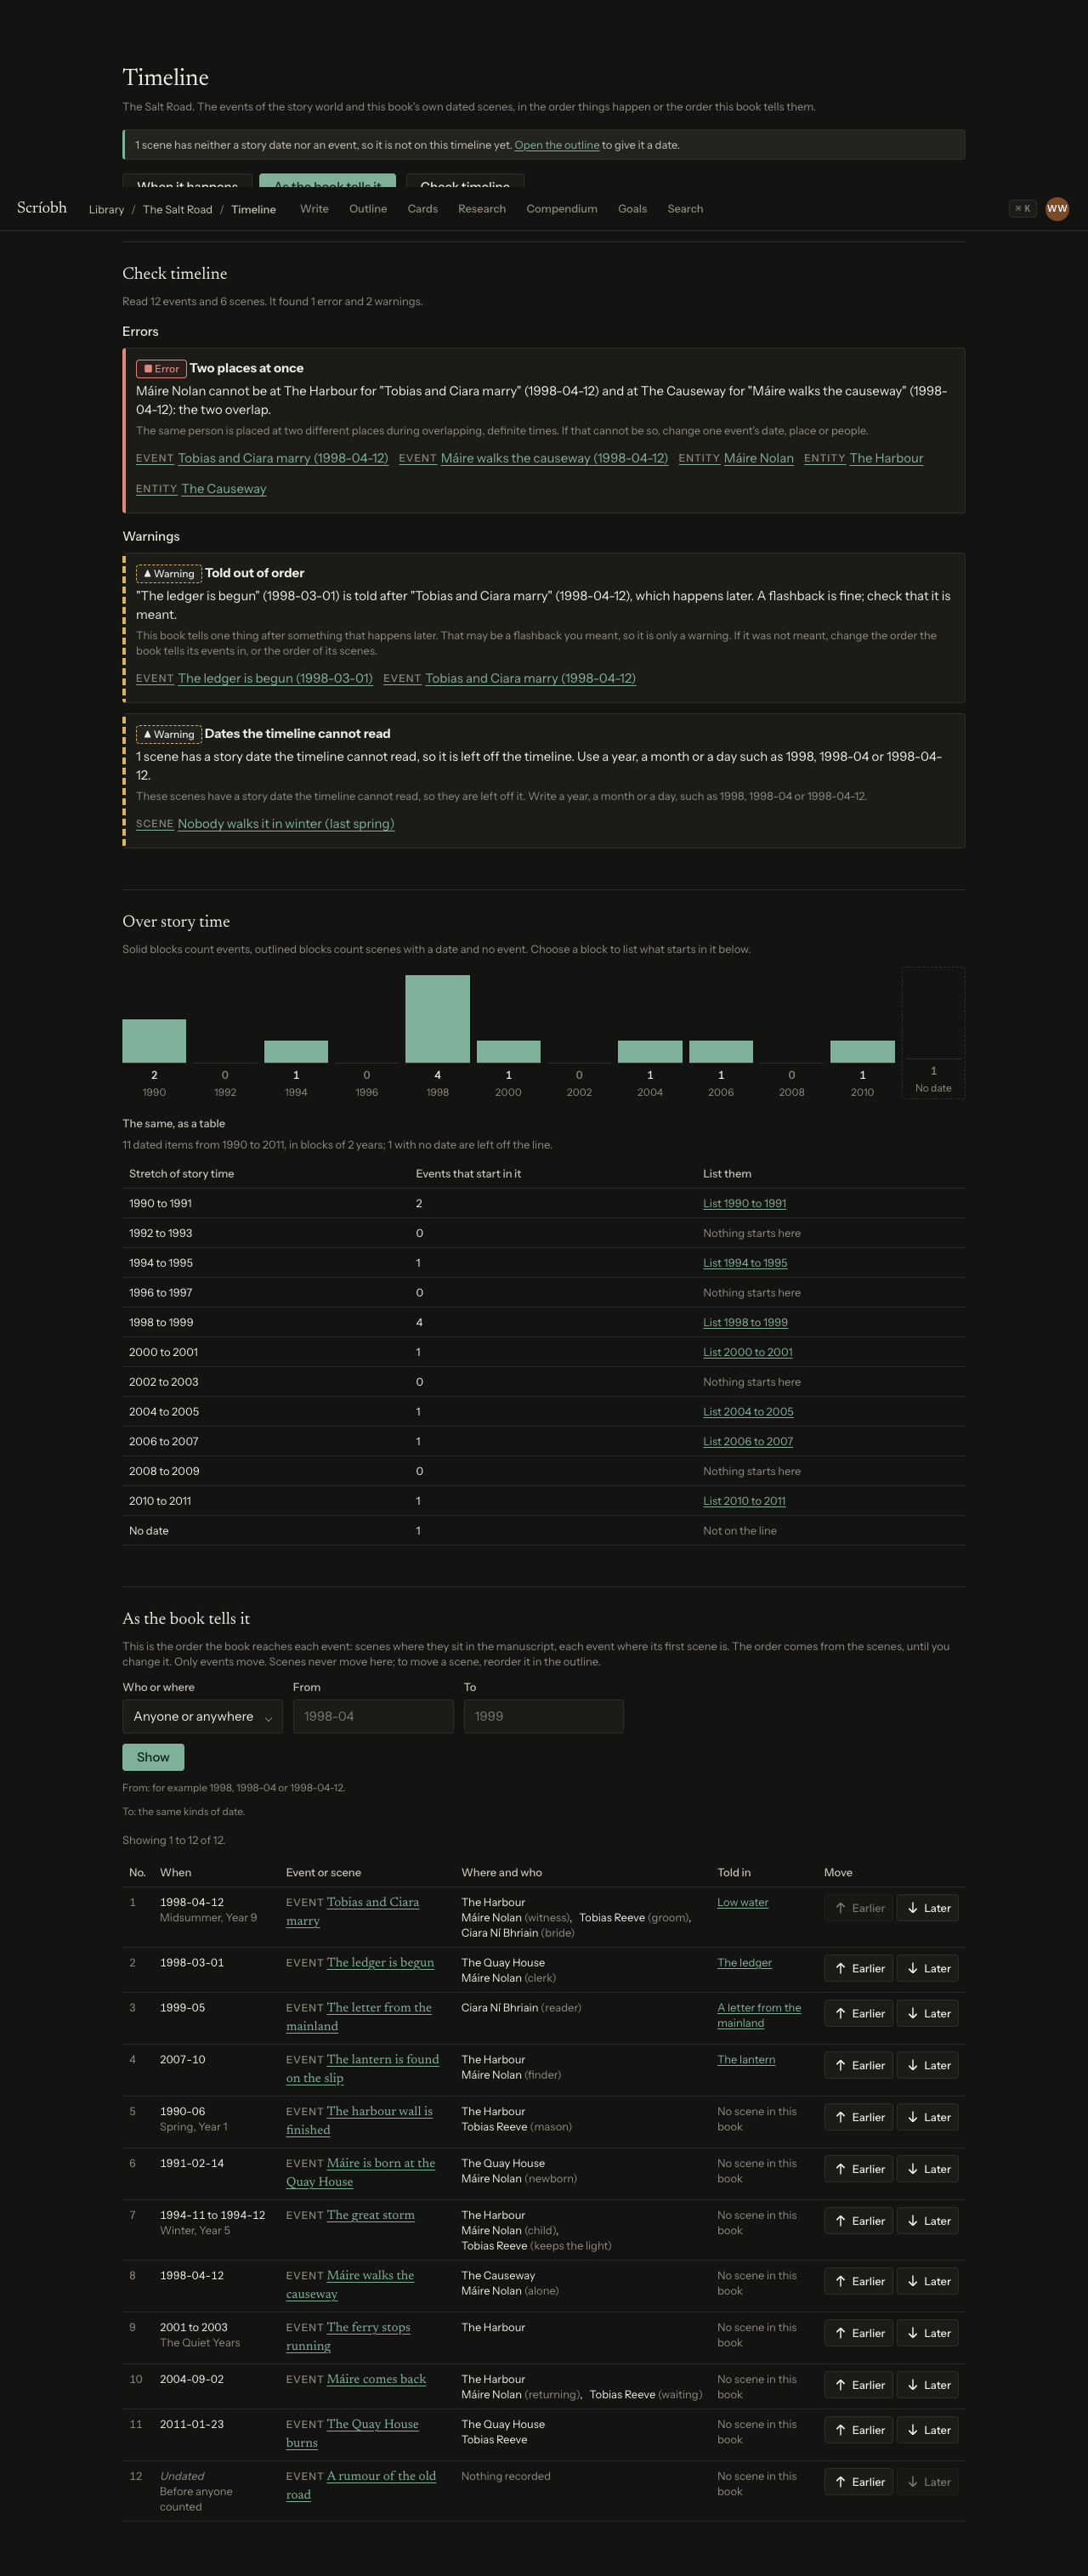 Timeline
The Salt Road. The events of the story world and this book's own dated scenes, in the order things happen or the order this book tells them.
1 scene has neither a story date nor an event, so it is not on this timeline yet. Open the outline to give it a date.
When it happens As the book tells it Check timeline
Scríobh Library / The Salt Road / Timeline Write Outline Cards Research Compendium Goals Search ⌘ K WW
Check timeline
Read 12 events and 6 scenes. It found 1 error and 2 warnings.
Errors
Error Two places at once
Máire Nolan cannot be at The Harbour for "Tobias and Ciara marry" (1998-04-12) and at The Causeway for "Máire walks the causeway" (1998-
04-12): the two overlap.
The same person is placed at two different places during overlapping, definite times. If that cannot be so, change one event's date, place or people.
EVENT Tobias and Ciara marry (1998-04-12) EVENT Máire walks the causeway (1998-04-12) ENTITY Máire Nolan ENTITY The Harbour
ENTITY The Causeway
Warnings
Warning Told out of order
"The ledger is begun" (1998-03-01) is told after "Tobias and Ciara marry" (1998-04-12), which happens later. A flashback is fine; check that it is
meant.
This book tells one thing after something that happens later. That may be a flashback you meant, so it is only a warning. If it was not meant, change the order the
book tells its events in, or the order of its scenes.
EVENT The ledger is begun (1998-03-01) EVENT Tobias and Ciara marry (1998-04-12)
Warning Dates the timeline cannot read
1 scene has a story date the timeline cannot read, so it is left off the timeline. Use a year, a month or a day such as 1998, 1998-04 or 1998-04-
12.
These scenes have a story date the timeline cannot read, so they are left off it. Write a year, a month or a day, such as 1998, 1998-04 or 1998-04-12.
SCENE Nobody walks it in winter (last spring)
Over story time
Solid blocks count events, outlined blocks count scenes with a date and no event. Choose a block to list what starts in it below.
2 0 1 0 4 1 0 1 1 0 1 1
1990 1992 1994 1996 1998 2000 2002 2004 2006 2008 2010 No date
The same, as a table
11 dated items from 1990 to 2011, in blocks of 2 years; 1 with no date are left off the line.
Stretch of story time Events that start in it List them
1990 to 1991 2 List 1990 to 1991
1992 to 1993 0 Nothing starts here
1994 to 1995 1 List 1994 to 1995
1996 to 1997 0 Nothing starts here
1998 to 1999 4 List 1998 to 1999
2000 to 2001 1 List 2000 to 2001
2002 to 2003 0 Nothing starts here
2004 to 2005 1 List 2004 to 2005
2006 to 2007 1 List 2006 to 2007
2008 to 2009 0 Nothing starts here
2010 to 2011 1 List 2010 to 2011
No date 1 Not on the line
As the book tells it
This is the order the book reaches each event: scenes where they sit in the manuscript, each event where its first scene is. The order comes from the scenes, until you
change it. Only events move. Scenes never move here; to move a scene, reorder it in the outline.
Who or where From To
Anyone or anywhere 1998-04 1999
Show
From: for example 1998, 1998-04 or 1998-04-12.
To: the same kinds of date.
Showing 1 to 12 of 12.
No. When Event or scene Where and who Told in Move
1 1998-04-12 EVENT Tobias and Ciara The Harbour Low water ↑ Earlier ↓ Later
Midsummer, Year 9 marry Máire Nolan (witness), Tobias Reeve (groom),
Ciara Ní Bhriain (bride)
2 1998-03-01 EVENT The ledger is begun The Quay House The ledger ↑ Earlier ↓ Later
Máire Nolan (clerk)
3 1999-05 EVENT The letter from the Ciara Ní Bhriain (reader) A letter from the ↑ Earlier ↓ Later
mainland mainland
4 2007-10 EVENT The lantern is found The Harbour The lantern ↑ Earlier ↓ Later
on the slip Máire Nolan (finder)
5 1990-06 EVENT The harbour wall is The Harbour No scene in this ↑ Earlier ↓ Later
Spring, Year 1 finished Tobias Reeve (mason) book
6 1991-02-14 EVENT Máire is born at the The Quay House No scene in this ↑ Earlier ↓ Later
Quay House Máire Nolan (newborn) book
7 1994-11 to 1994-12 EVENT The great storm The Harbour No scene in this ↑ Earlier ↓ Later
Winter, Year 5 Máire Nolan (child), book
Tobias Reeve (keeps the light)
8 1998-04-12 EVENT Máire walks the The Causeway No scene in this ↑ Earlier ↓ Later
causeway Máire Nolan (alone) book
9 2001 to 2003 EVENT The ferry stops The Harbour No scene in this ↑ Earlier ↓ Later
The Quiet Years running book
10 2004-09-02 EVENT Máire comes back The Harbour No scene in this ↑ Earlier ↓ Later
Máire Nolan (returning), Tobias Reeve (waiting) book
11 2011-01-23 EVENT The Quay House The Quay House No scene in this ↑ Earlier ↓ Later
burns Tobias Reeve book
12 Undated EVENT A rumour of the old Nothing recorded No scene in this ↑ Earlier ↓ Later
Before anyone road book
counted